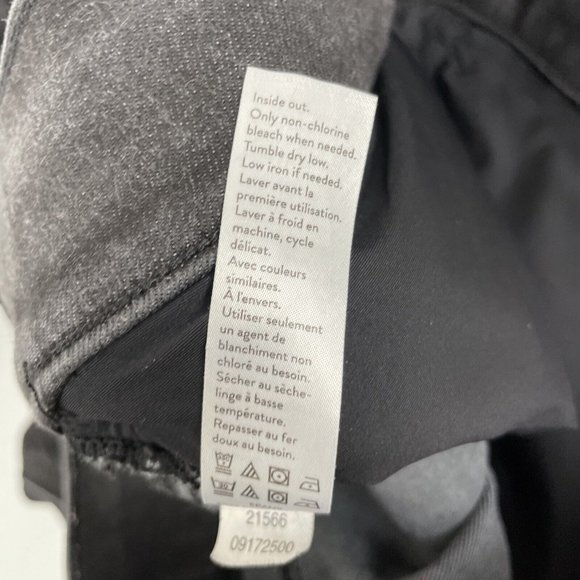 Inside out.
Only non-chlorine
bleach when needed.
Tumble dry low.
Low iron if needed.
Laver avant la
première utilisation.
Laver à froid en
machine, cycle
délicat.
Avec couleurs
similaires.
À l'envers.
Utiliser seulement
un agent de
blanchiment non
chloré au besoin.
Sécher au sèche-
linge à basse
température.
Repasser au fer
doux au besoin.
30
21566
09172500